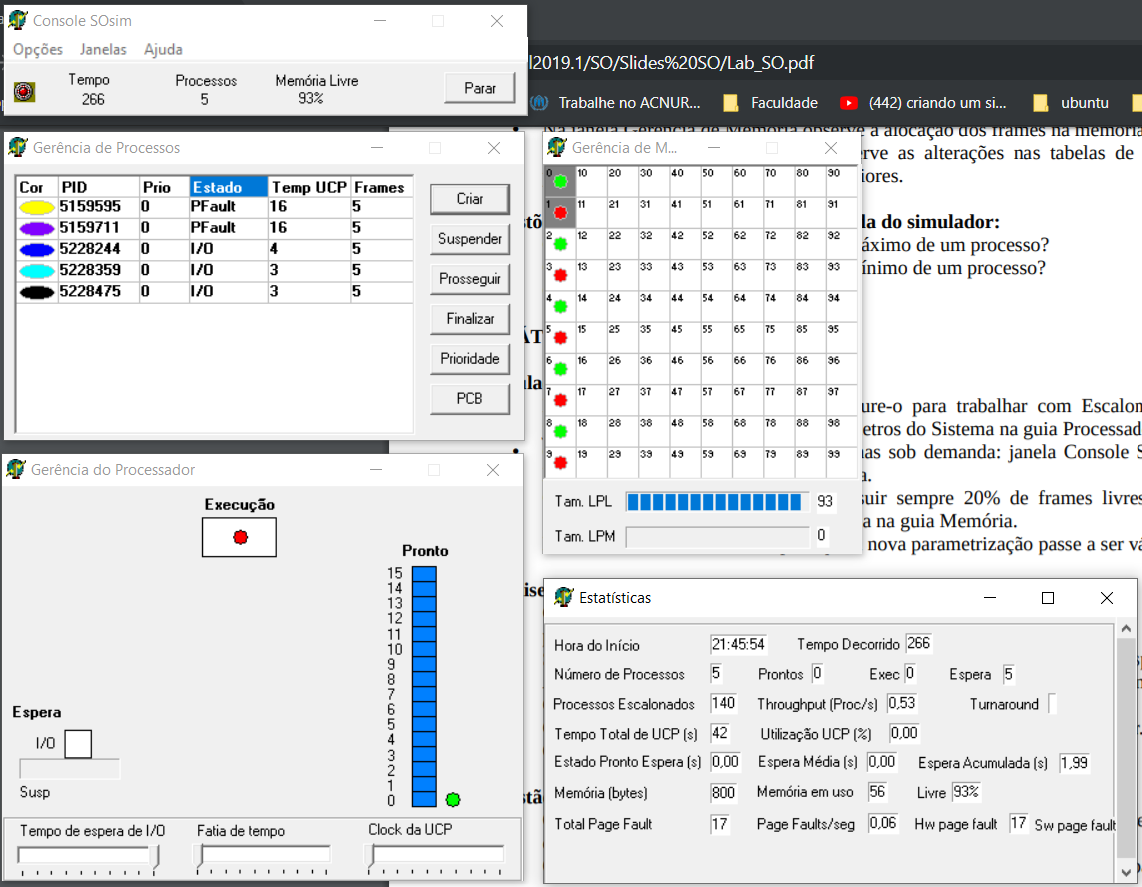 Console SOsim
Opções Janelas Ajuda
Tempo Processos Memória Livre
266 5 93%
Parar
l2019.1/SO/Slides%20SO/Lab_SO.pdf
Trabalhe no ACNUR... Faculdade (442) criando um si... ubuntu
Na janela Gerência de Memória observe a alocação dos frames na memória
erve as alterações nas tabelas de
iores.
la do simulador:
áximo de um processo?
ínimo de um processo?
ure-o para trabalhar com Escalon
etros do Sistema na guia Processad
nas sob demanda: janela Console S
a.
suir sempre 20% de frames livres
a na guia Memória.
nova parametrização passe a ser vá
Gerência de Processos
Cor PID Prio Estado Temp UCP Frames
5159595 0 PFault 16 5
5159711 0 PFault 16 5
5228244 0 I/O 4 5
5228359 0 I/O 3 5
5228475 0 I/O 3 5
Criar
Suspender
Prosseguir
Finalizar
Prioridade
PCB
Gerência de M...
0 10 20 30 40 50 60 70 80 90
1 11 21 31 41 51 61 71 81 91
2 12 22 32 42 52 62 72 82 92
3 13 23 33 43 53 63 73 83 93
4 14 24 34 44 54 64 74 84 94
5 15 25 35 45 55 65 75 85 95
6 16 26 36 46 56 66 76 86 96
7 17 27 37 47 57 67 77 87 97
8 18 28 38 48 58 68 78 88 98
9 19 29 39 49 59 69 79 89 99
Tam. LPL 93
Tam. LPM 0
Gerência do Processador
Execução
Pronto
15
14
13
12
11
10
9
8
7
6
5
4
3
2
1
0
Espera
I/O
Susp
Tempo de espera de I/O Fatia de tempo Clock da UCP
Estatísticas
Hora do Início 21:45:54 Tempo Decorrido 266
Número de Processos 5 Prontos 0 Exec 0 Espera 5
Processos Escalonados 140 Throughput (Proc/s) 0,53 Turnaround
Tempo Total de UCP (s) 42 Utilização UCP (%) 0,00
Estado Pronto Espera (s) 0,00 Espera Média (s) 0,00 Espera Acumulada (s) 1,99
Memória (bytes) 800 Memória em uso 56 Livre 93%
Total Page Fault 17 Page Faults/seg 0,06 Hw page fault 17 Sw page fault